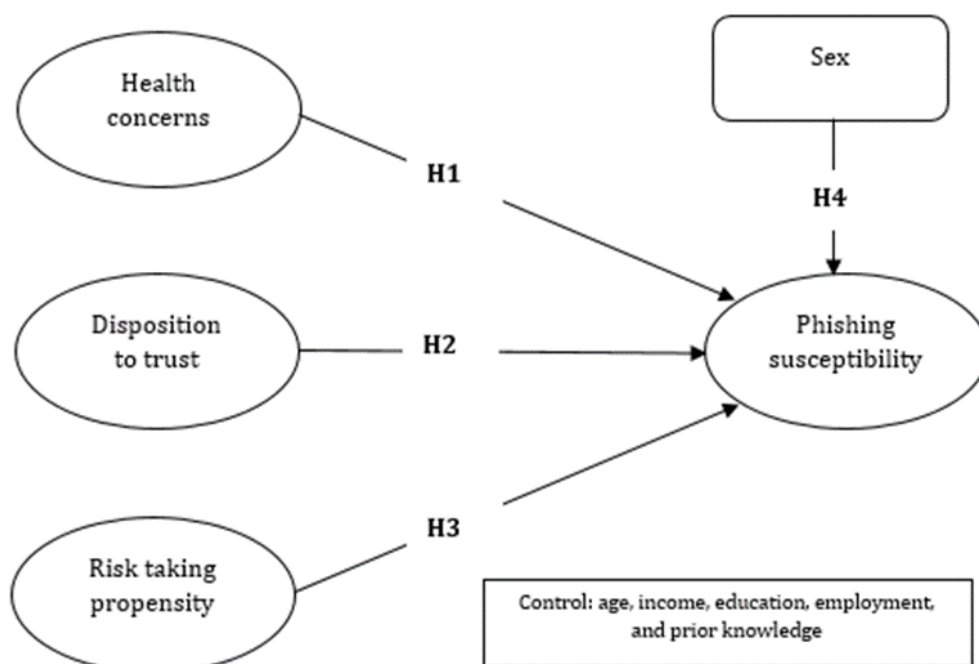 Health
concerns
Sex
H1
H4
Disposition
to trust
H2
Phishing
susceptibility
H3
Risk taking
propensity
Control: age, income, education, employment,
and prior knowledge